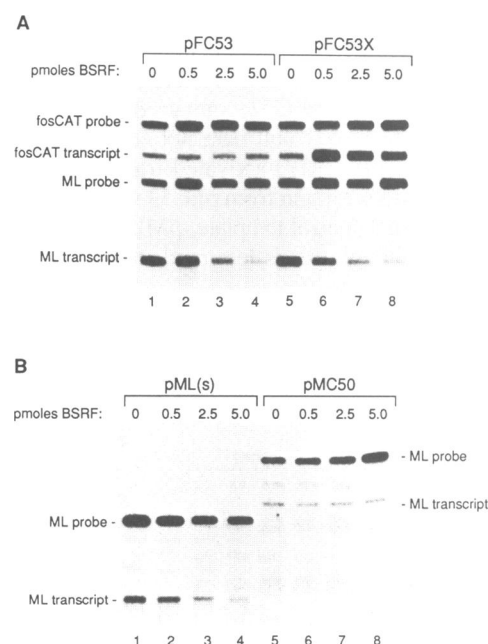 A
pFC53 pFC53X
pmoles BSRF: 0 0.5 2.5 5.0 0 0.5 2.5 5.0
fosCAT probe -
fosCAT transcript -
ML probe -
ML transcript -
1 2 3 4 5 6 7 8
B
pML(s) pMC50
pmoles BSRF: 0 0.5 2.5 5.0 0 0.5 2.5 5.0
- ML probe
- ML transcript
ML probe -
ML transcript -
1 2 3 4 5 6 7 8